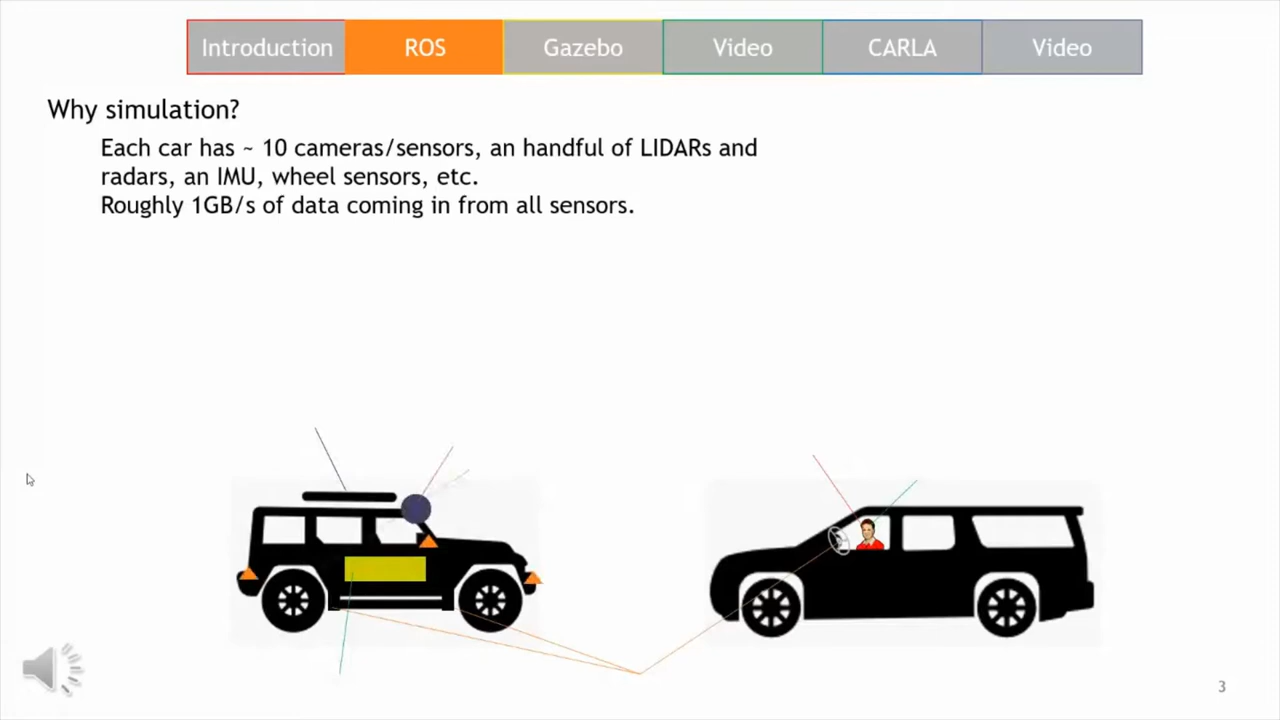 Introduction
ROS
Gazebo
Video
CARLA
Video
Why simulation?
Each car has ~ 10 cameras/sensors, an handful of LIDARs and
radars, an IMU, wheel sensors, etc.
Roughly 1GB/s of data coming in from all sensors.
3